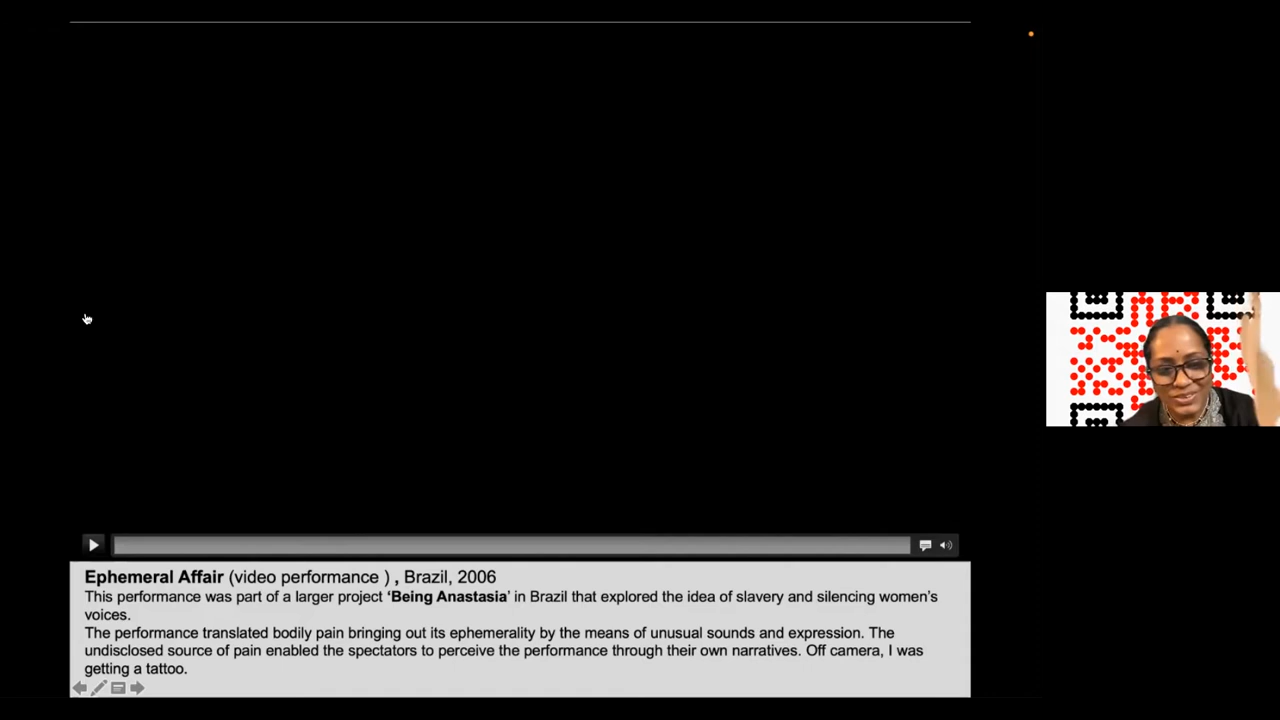 Ephemeral Affair (video performance ) , Brazil, 2006
This performance was part of a larger project ‘Being Anastasia’ in Brazil that explored the idea of slavery and silencing women’s
voices.
The performance translated bodily pain bringing out its ephemerality by the means of unusual sounds and expression. The
undisclosed source of pain enabled the spectators to perceive the performance through their own narratives. Off camera, I was
getting a tattoo.